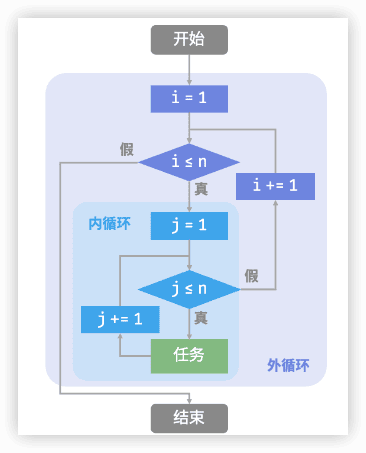 开始
i = 1
假
i ≤ n
真
i += 1
内循环
j = 1
j ≤ n
假
j += 1
真
任务
外循环
结束